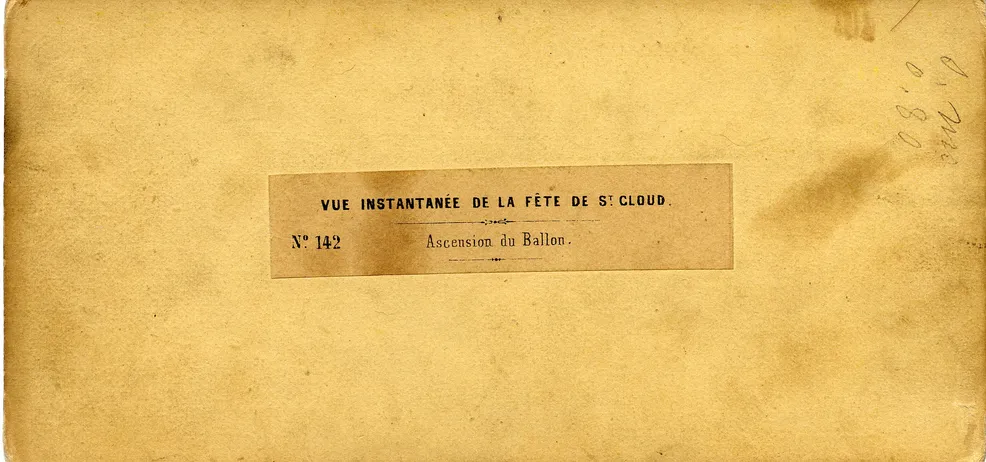 VUE INSTANTANÉE DE LA FÊTE DE Sᵀ CLOUD.
Nº 142 Ascension du Ballon.